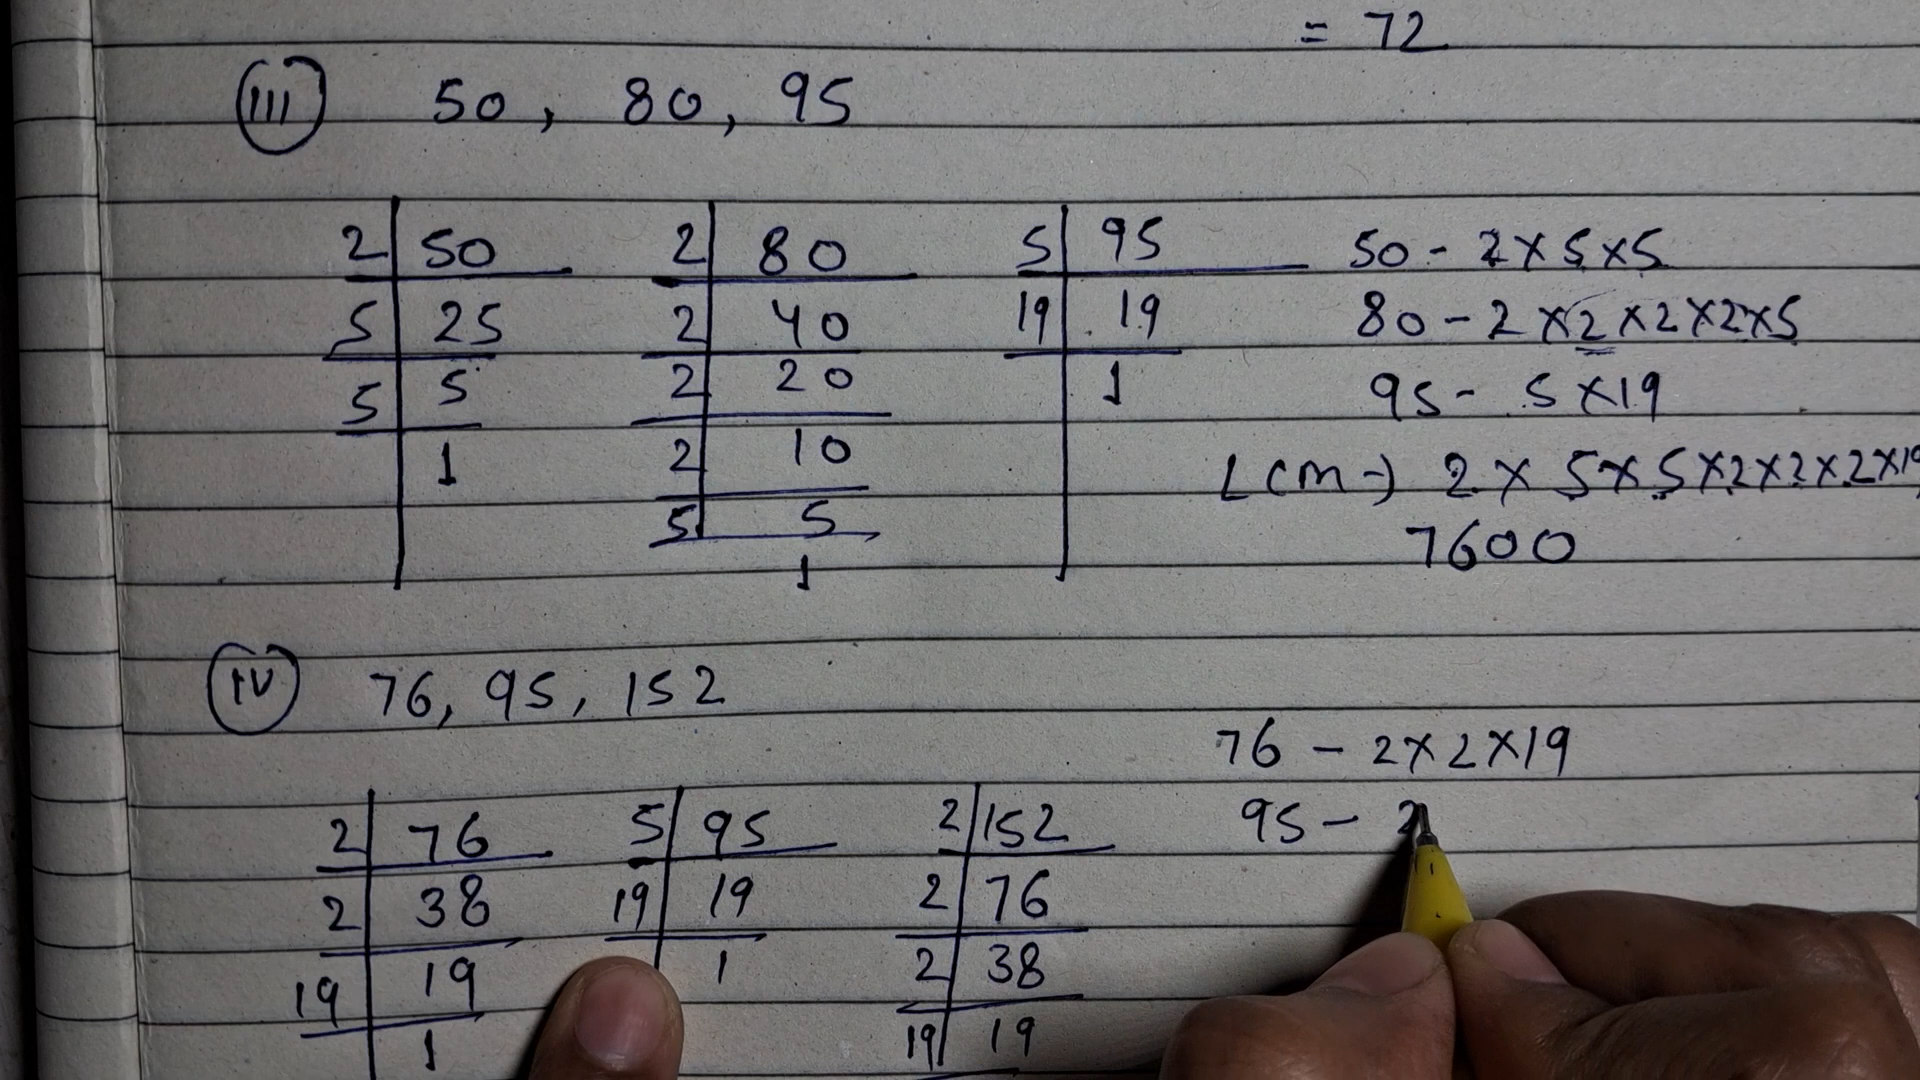 = 72
(III) 50, 80, 95
2 | 50
5 | 25
5 | 5
1
2 | 80
2 | 40
2 | 20
2 | 10
5 | 5
1
5 | 95
19 | 19
1
50 - 2×5×5
80 - 2×2×2×2×5
95 - 5×19
LCM → 2×5×5×2×2×2×19
7600
(IV) 76, 95, 152
2 | 76
2 | 38
19 | 19
1
5 | 95
19 | 19
1
2 | 152
2 | 76
2 | 38
19 | 19
76 - 2×2×19
95 - 2